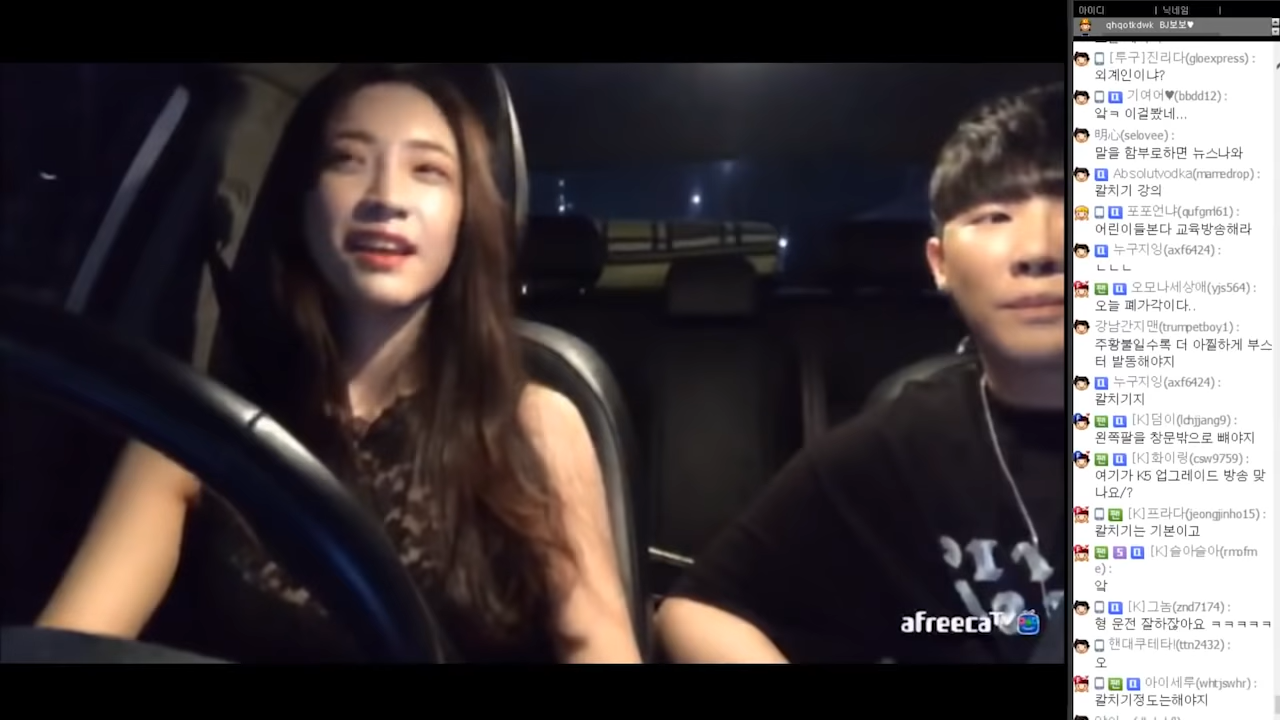 아이디 | 닉네임 |
ghqotkdwk BJ보보♥
[투구]진리다(gloexpress) :
외계인이냐?
기여어♥(bbdd12) :
앜ㅋ 이걸봤네...
明心(selovee) :
말을 함부로하면 뉴스나와
Absolutvodka(marredrop) :
칼치기 강의
포포언냐(qufgml61) :
어린이들본다 교육방송해라
누구지잉(axf6424) :
ㄴㄴㄴ
오모나세상애(yjs564) :
오늘 폐가각이다..
강남간지맨(trumpetboy1) :
주황불일수록 더 아찔하게 부스
터 발동해야지
누구지잉(axf6424) :
칼치기지
[K]덤이(lchjjang9) :
왼쪽팔을 창문밖으로 뺴야지
[K]화이링(csw9759) :
여기가 K5 업그레이드 방송 맞
나요/?
[K]프라다(jeongjinho15) :
칼치기는 기본이고
[K]슬아슬아(rmofm
e) :
앜
[K]그놈(znd7174) :
형 운전 잘하잖아요 ㅋㅋㅋㅋㅋ
핸대쿠테타!(ttn2432) :
오
아이세루(whtjswhr) :
칼치기정도는해야지
afreecaTV